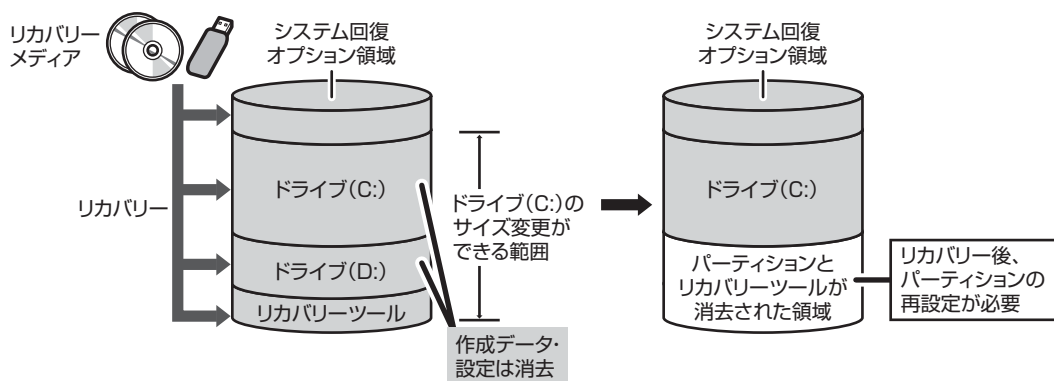 リカバリー
メディア
システム回復
オプション領域
リカバリー
ドライブ(C:)
ドライブ(D:)
リカバリーツール
ドライブ(C:)の
サイズ変更が
できる範囲
作成データ・
設定は消去
システム回復
オプション領域
ドライブ(C:)
パーティションと
リカバリーツールが
消去された領域
リカバリー後、
パーティションの
再設定が必要